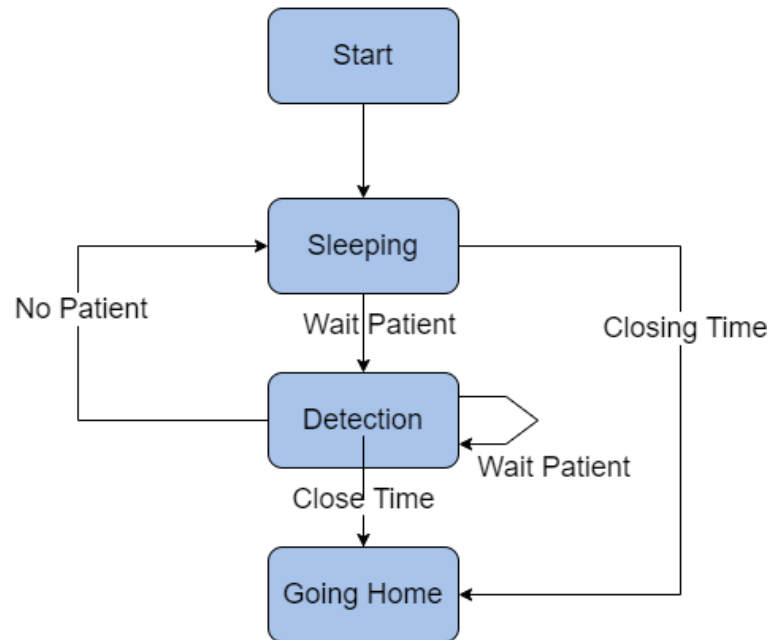 Start
Sleeping
No Patient
Wait Patient
Closing Time
Detection
Wait Patient
Close Time
Going Home